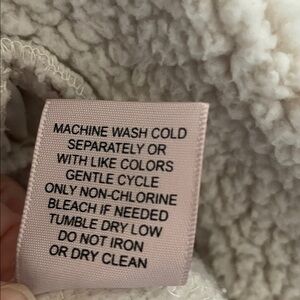 MACHINE WASH COLD
SEPARATELY OR
WITH LIKE COLORS
GENTLE CYCLE
ONLY NON-CHLORINE
BLEACH IF NEEDED
TUMBLE DRY LOW
DO NOT IRON
OR DRY CLEAN